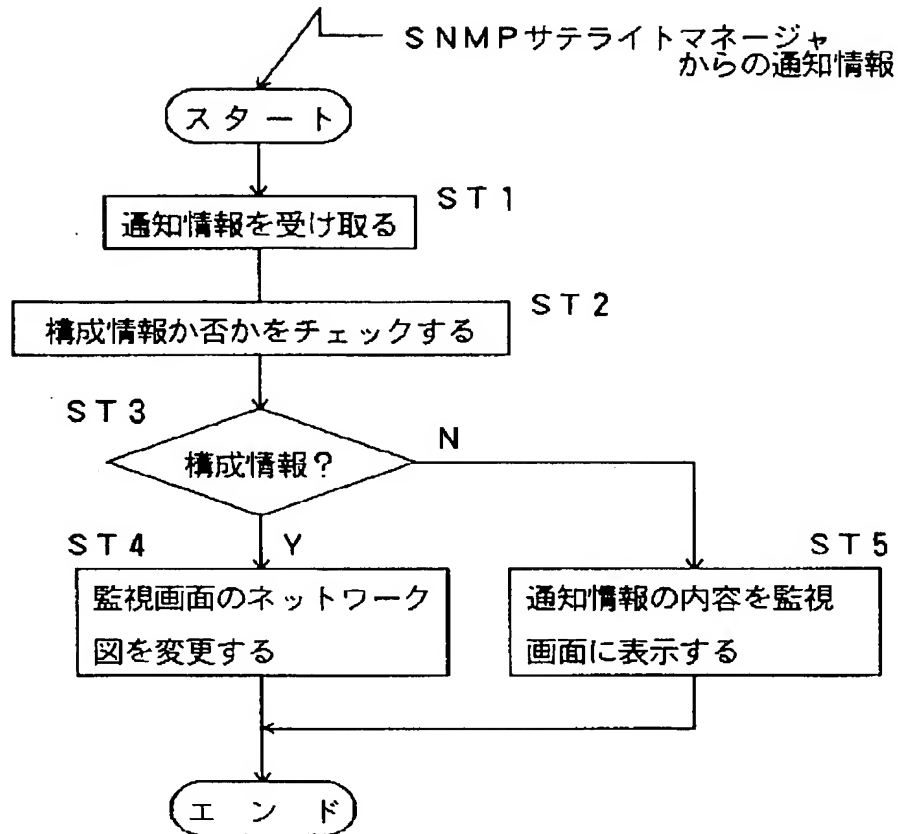 SNMPサテライトマネージャ
からの通知情報
スタート
ST1
通知情報を受け取る
ST2
構成情報か否かをチェックする
ST3
構成情報?
N
Y
ST4
監視画面のネットワーク
図を変更する
ST5
通知情報の内容を監視
画面に表示する
エンド